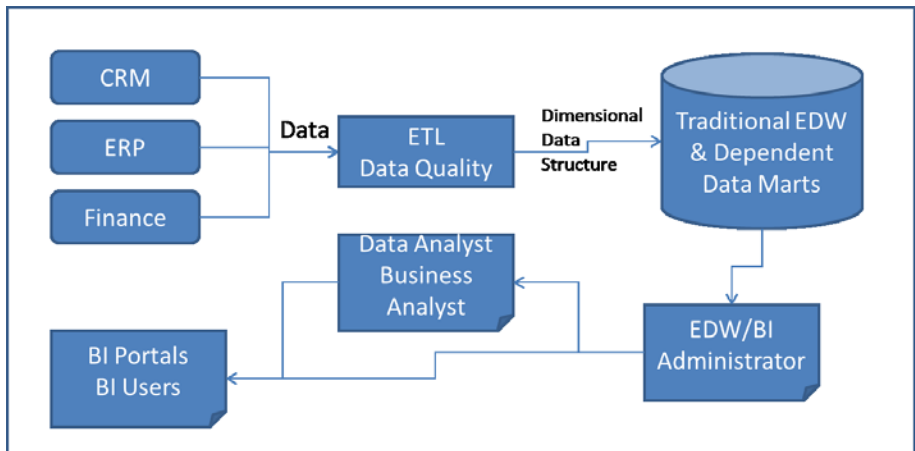 CRM
ERP
Finance
Data
ETL
Data Quality
Dimensional
Data
Structure
Traditional EDW
& Dependent
Data Marts
Data Analyst
Business
Analyst
EDW/BI
Administrator
BI Portals
BI Users